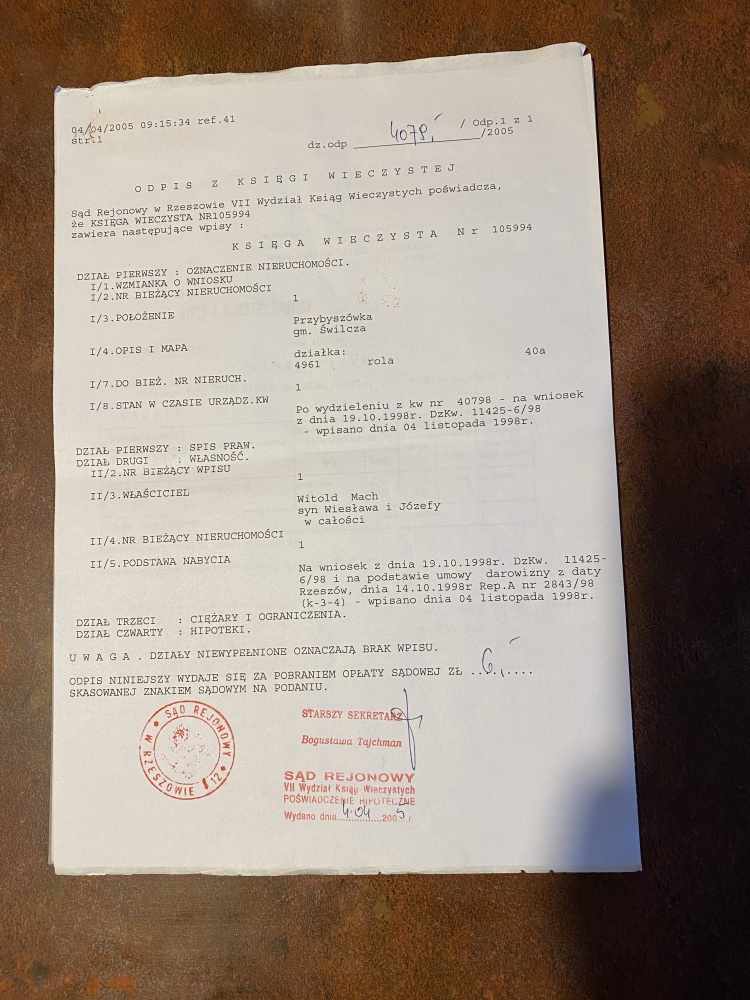 04/04/2005 09:15:34 ref.41 / Odp.1 z 1
str.1 dz.odp 4078,- /2005
O D P I S Z K S I Ę G I W I E C Z Y S T E J
Sąd Rejonowy w Rzeszowie VII Wydział Ksiąg Wieczystych poświadcza,
że KSIĘGA WIECZYSTA NR105994
zawiera następujące wpisy :
K S I Ę G A W I E C Z Y S T A N r 105994
DZIAŁ PIERWSZY : OZNACZENIE NIERUCHOMOŚCI.
I/1.WZMIANKA O WNIOSKU
I/2.NR BIEŻĄCY NIERUCHOMOŚCI
1
I/3.POŁOŻENIE Przybyszówka
gm. Świlcza
I/4.OPIS I MAPA działka: 40a
4961 rola
I/7.DO BIEŻ. NR NIERUCH.
1
I/8.STAN W CZASIE URZĄDZ.KW Po wydzieleniu z kw nr 40798 - na wniosek
z dnia 19.10.1998r. DzKw. 11425-6/98
- wpisano dnia 04 listopada 1998r.
DZIAŁ PIERWSZY : SPIS PRAW.
DZIAŁ DRUGI : WŁASNOŚĆ.
II/2.NR BIEŻĄCY WPISU
1
II/3.WŁAŚCICIEL Witold Mach
syn Wiesława i Józefy
w całości
II/4.NR BIEŻĄCY NIERUCHOMOŚCI
1
II/5.PODSTAWA NABYCIA Na wniosek z dnia 19.10.1998r. DzKw. 11425-
6/98 i na podstawie umowy darowizny z daty
Rzeszów, dnia 14.10.1998r Rep.A nr 2843/98
(k-3-4) - wpisano dnia 04 listopada 1998r.
DZIAŁ TRZECI : CIĘŻARY I OGRANICZENIA.
DZIAŁ CZWARTY : HIPOTEKI.
U W A G A . DZIAŁY NIEWYPEŁNIONE OZNACZAJĄ BRAK WPISU.
ODPIS NINIEJSZY WYDAJE SIĘ ZA POBRANIEM OPŁATY SĄDOWEJ ZŁ ..6,-....
SKASOWANEJ ZNAKIEM SĄDOWYM NA PODANIU.
SĄD REJONOWY
W RZESZOWIE 12
STARSZY SEKRETARZ
Bogusława Tajchman
SĄD REJONOWY
VII Wydział Ksiąg Wieczystych
POŚWIADCZENIE HIPOTECZNE
Wydano dnia 4.04 2005 r.